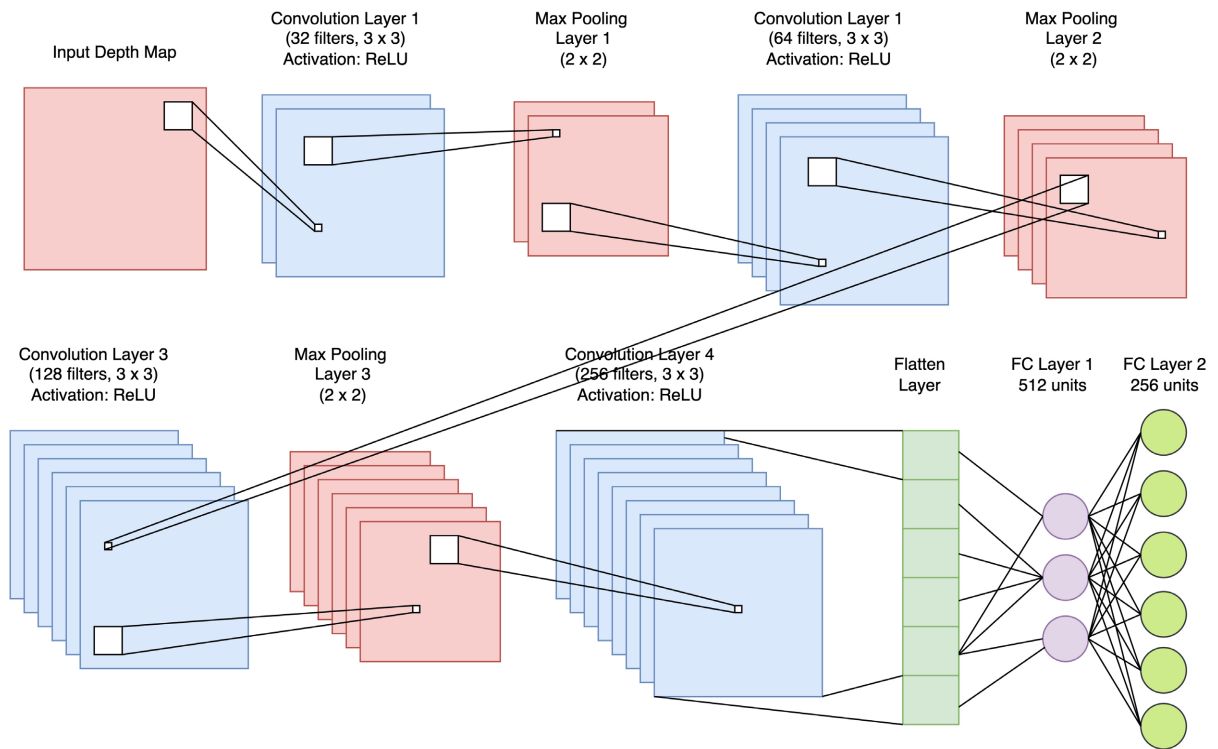 Input Depth Map
Convolution Layer 1
(32 filters, 3 x 3)
Activation: ReLU
Max Pooling
Layer 1
(2 x 2)
Convolution Layer 1
(64 filters, 3 x 3)
Activation: ReLU
Max Pooling
Layer 2
(2 x 2)
Convolution Layer 3
(128 filters, 3 x 3)
Activation: ReLU
Max Pooling
Layer 3
(2 x 2)
Convolution Layer 4
(256 filters, 3 x 3)
Activation: ReLU
Flatten
Layer
FC Layer 1
512 units
FC Layer 2
256 units